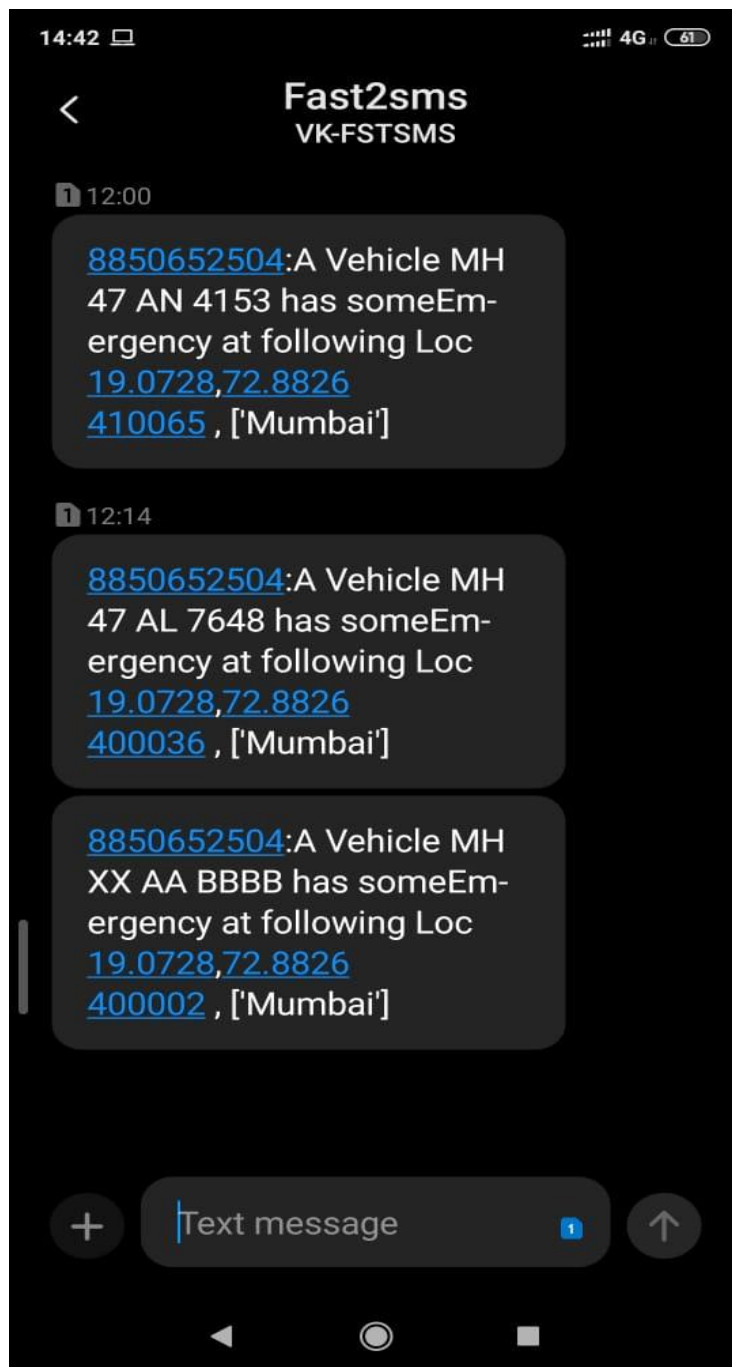 14:42 4G 61
Fast2sms
VK-FSTSMS
1 12:00
8850652504:A Vehicle MH
47 AN 4153 has someEm-
ergency at following Loc
19.0728,72.8826
410065 , ['Mumbai']
1 12:14
8850652504:A Vehicle MH
47 AL 7648 has someEm-
ergency at following Loc
19.0728,72.8826
400036 , ['Mumbai']
8850652504:A Vehicle MH
XX AA BBBB has someEm-
ergency at following Loc
19.0728,72.8826
400002 , ['Mumbai']
Text message 1